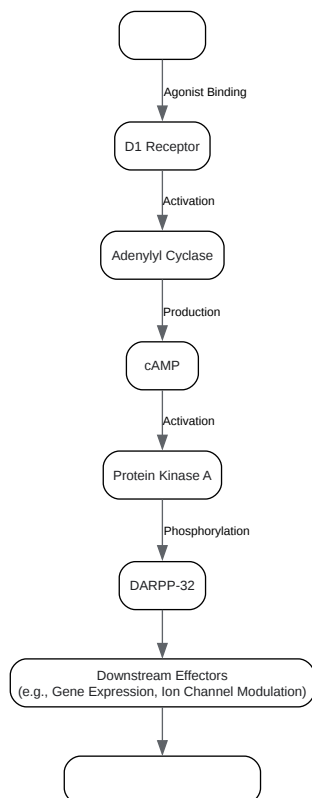 Agonist Binding
D1 Receptor
Activation
Adenylyl Cyclase
Production
cAMP
Activation
Protein Kinase A
Phosphorylation
DARPP-32
Downstream Effectors
(e.g., Gene Expression, Ion Channel Modulation)